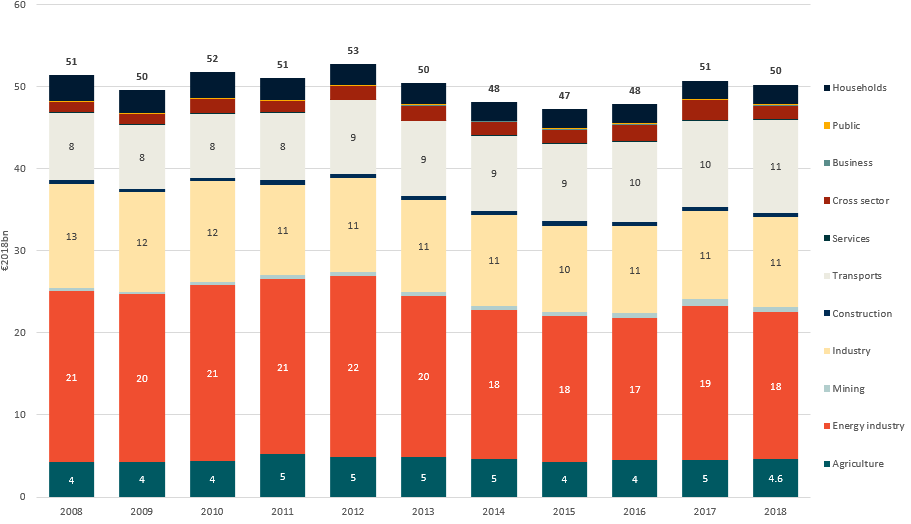 60
50
40
30
20
10
0
€2018bn
51 50 52 51 53 50 48 47 48 51 50
8 8 8 8 9 9 9 9 10 10 11
13 12 12 11 11 11 11 10 11 11 11
21 20 21 21 22 20 18 18 17 19 18
4 4 4 5 5 5 5 4 4 5 4.6
2008 2009 2010 2011 2012 2013 2014 2015 2016 2017 2018
Households
Public
Business
Cross sector
Services
Transports
Construction
Industry
Mining
Energy industry
Agriculture